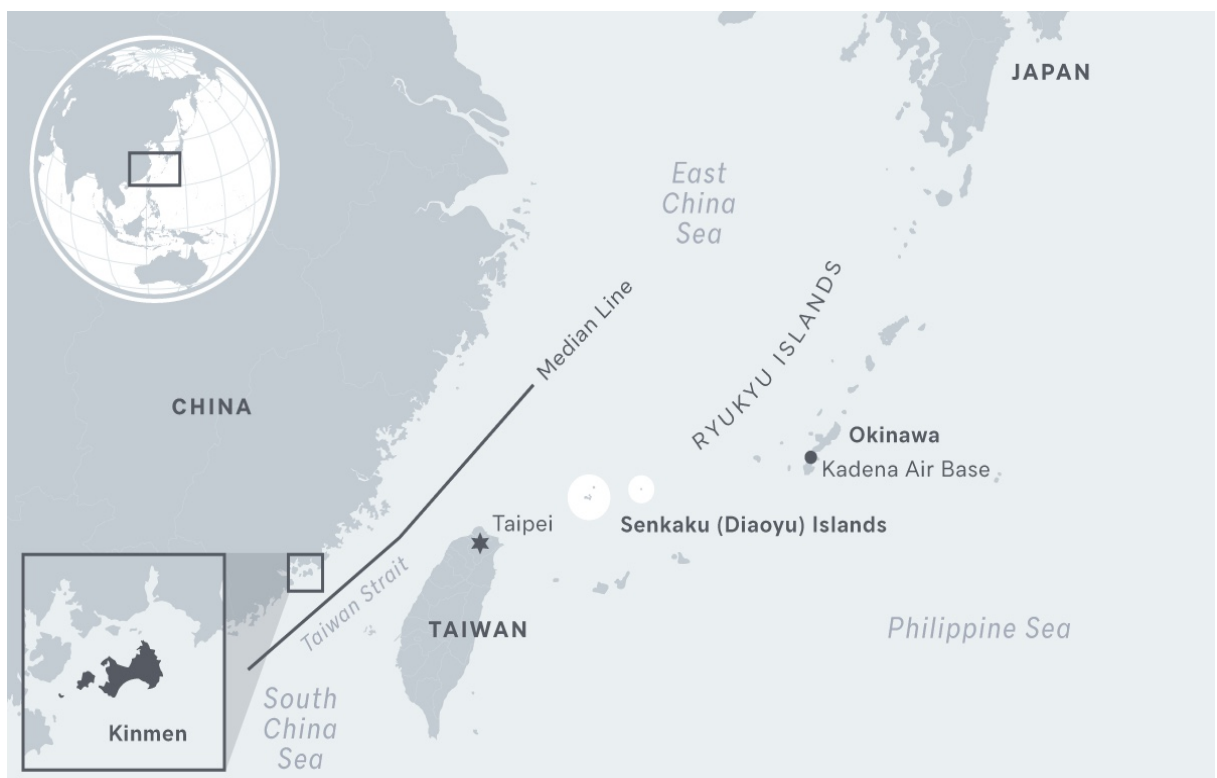 JAPAN
East
China
Sea
Median Line
RYUKYU ISLANDS
CHINA
Okinawa
Kadena Air Base
Taipei
Senkaku (Diaoyu) Islands
Taiwan Strait
TAIWAN
Philippine Sea
South
China
Sea
Kinmen